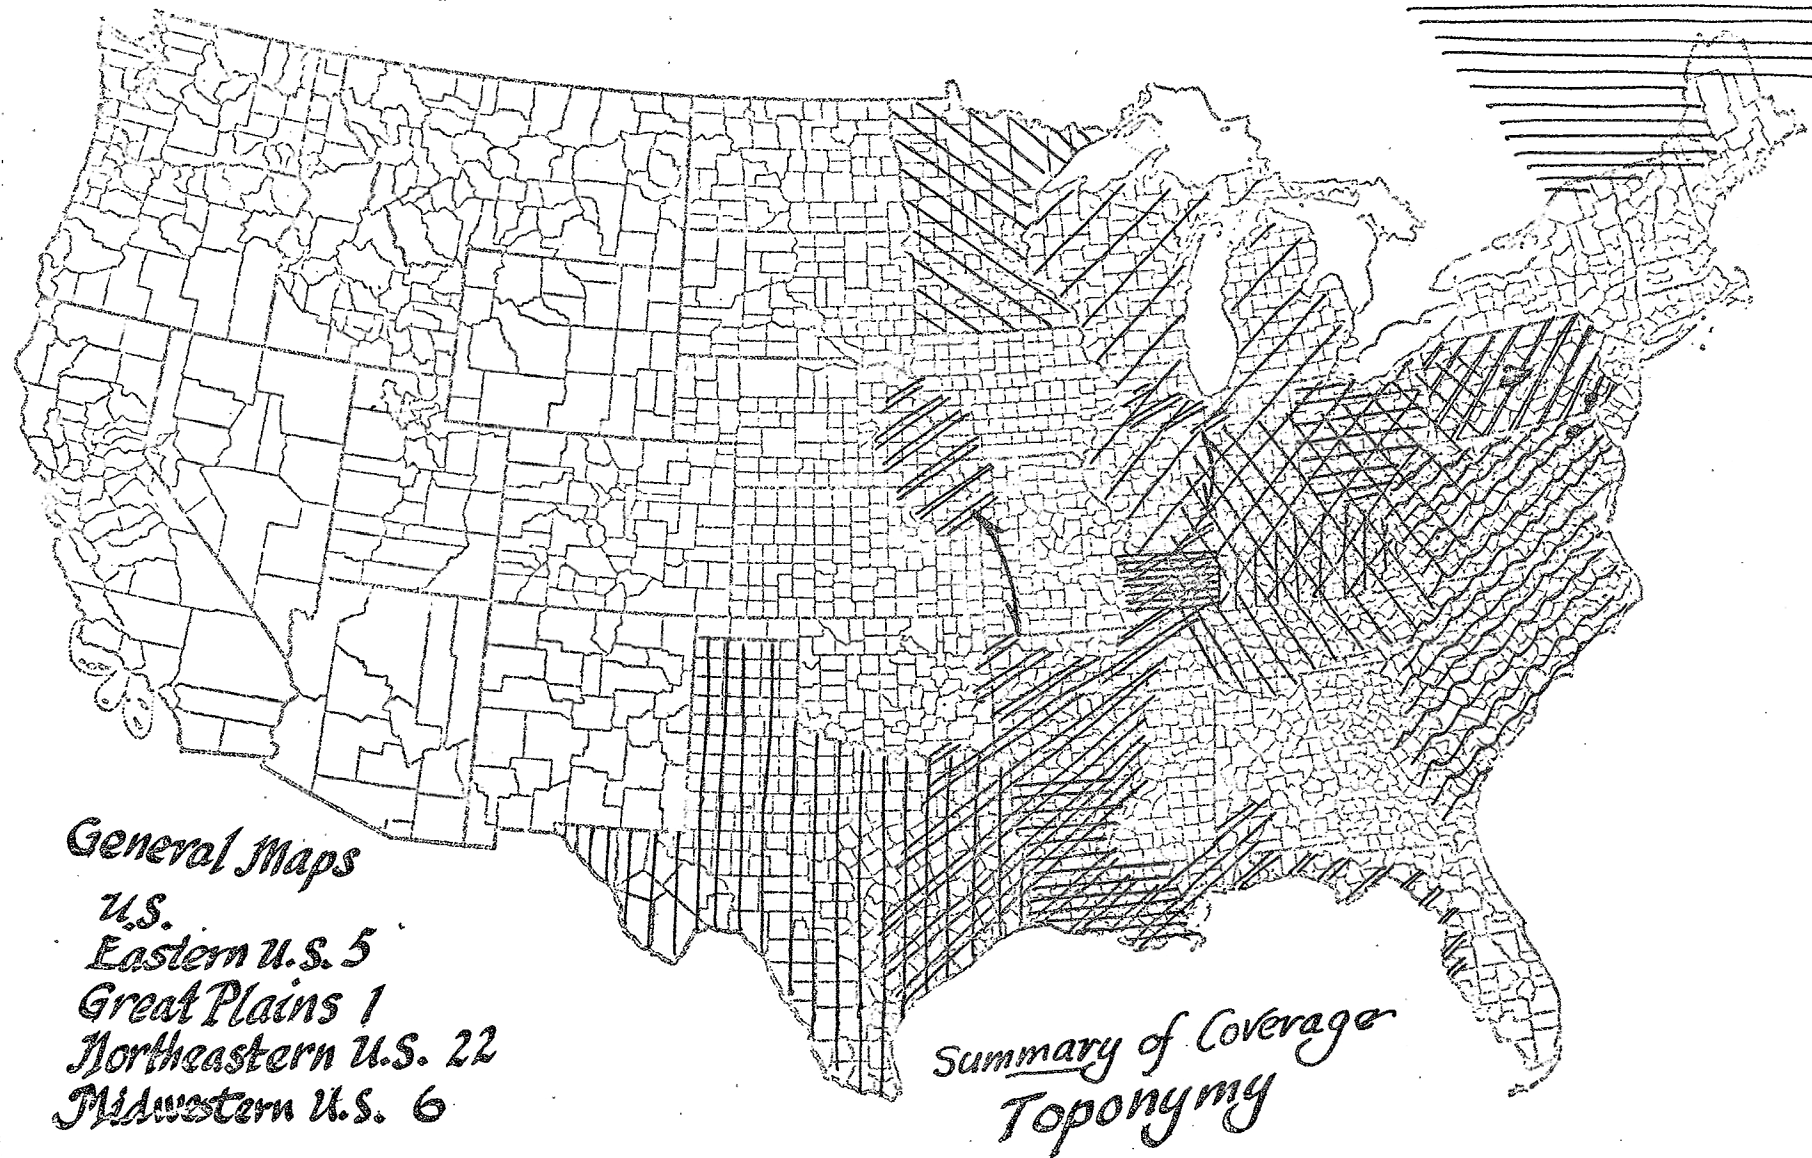 General Maps
U.S.
Eastern U.S. 5
Great Plains 1
Northeastern U.S. 22
Midwestern U.S. 6
Summary of Coverage
Toponymy